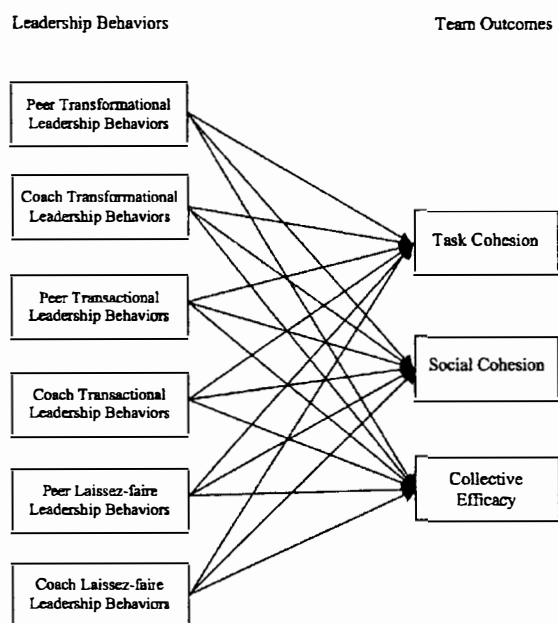 Leadership Behaviors
Team Outcomes
Peer Transformational
Leadership Behaviors
Coach Transformational
Leadership Behaviors
Peer Transactional
Leadership Behaviors
Coach Transactional
Leadership Behaviors
Peer Laissez-faire
Leadership Behaviors
Coach Laissez-faire
Leadership Behaviors
Task Cohesion
Social Cohesion
Collective
Efficacy